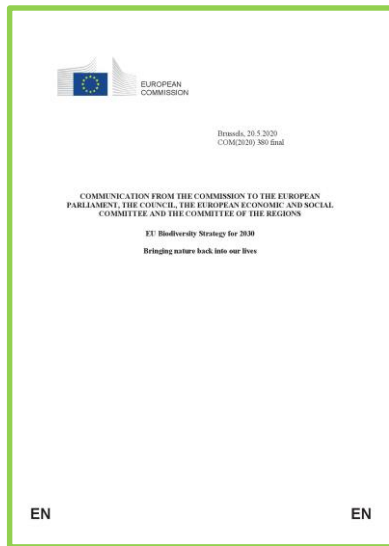 EUROPEAN
COMMISSION
Brussels, 20.5.2020
COM(2020) 380 final
COMMUNICATION FROM THE COMMISSION TO THE EUROPEAN
PARLIAMENT, THE COUNCIL, THE EUROPEAN ECONOMIC AND SOCIAL
COMMITTEE AND THE COMMITTEE OF THE REGIONS
EU Biodiversity Strategy for 2030
Bringing nature back into our lives
EN EN